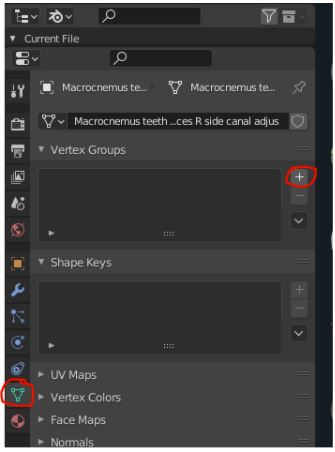 Current File
Macrocnemus te... Macrocnemus te...
Macrocnemus teeth ...ces R side canal adjus
Vertex Groups
Shape Keys
UV Maps
Vertex Colors
Face Maps
Normals